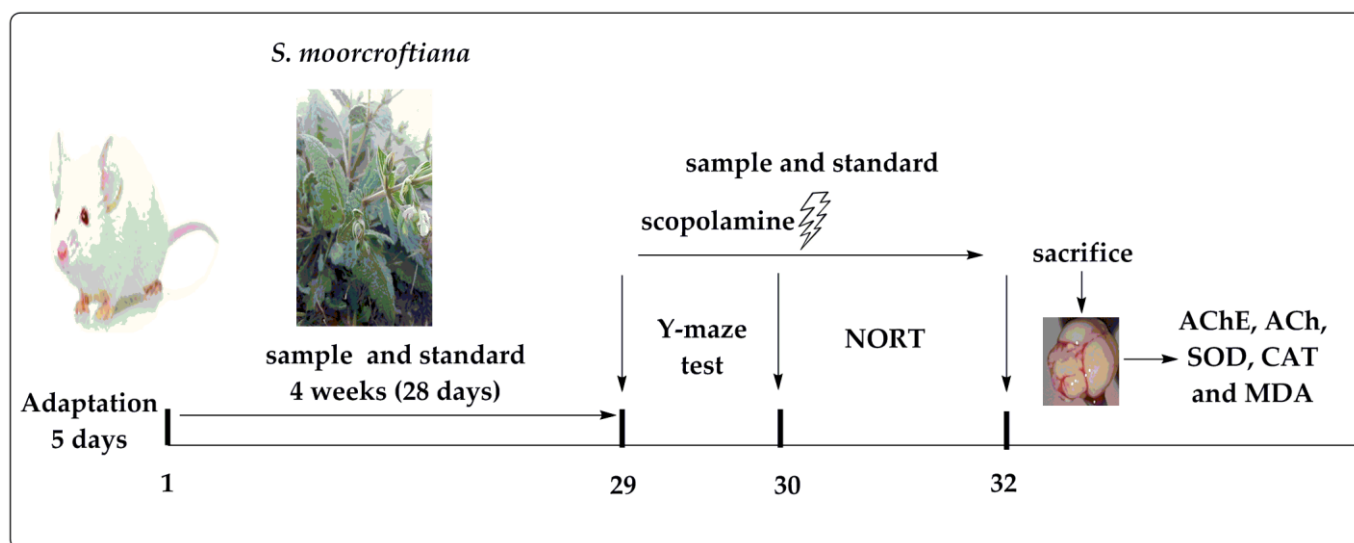 S. moorcroftiana
sample and standard
scopolamine
sacrifice
Y-maze
test
NORT
AChE, ACh,
SOD, CAT
and MDA
sample and standard
4 weeks (28 days)
Adaptation
5 days
1
29
30
32